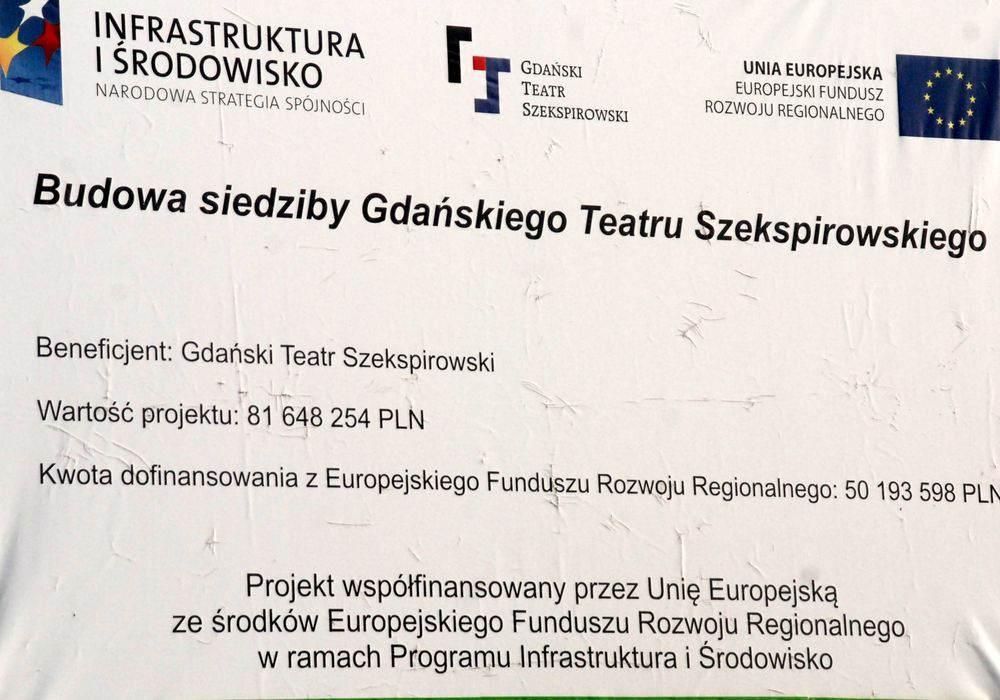 INFRASTRUKTURA
I ŚRODOWISKO
NARODOWA STRATEGIA SPÓJNOŚCI
GDAŃSKI
TEATR
SZEKSPIROWSKI
UNIA EUROPEJSKA
EUROPEJSKI FUNDUSZ
ROZWOJU REGIONALNEGO
Budowa siedziby Gdańskiego Teatru Szekspirowskiego
Beneficjent: Gdański Teatr Szekspirowski
Wartość projektu: 81 648 254 PLN
Kwota dofinansowania z Europejskiego Funduszu Rozwoju Regionalnego: 50 193 598 PLN
Projekt współfinansowany przez Unię Europejską
ze środków Europejskiego Funduszu Rozwoju Regionalnego
w ramach Programu Infrastruktura i Środowisko